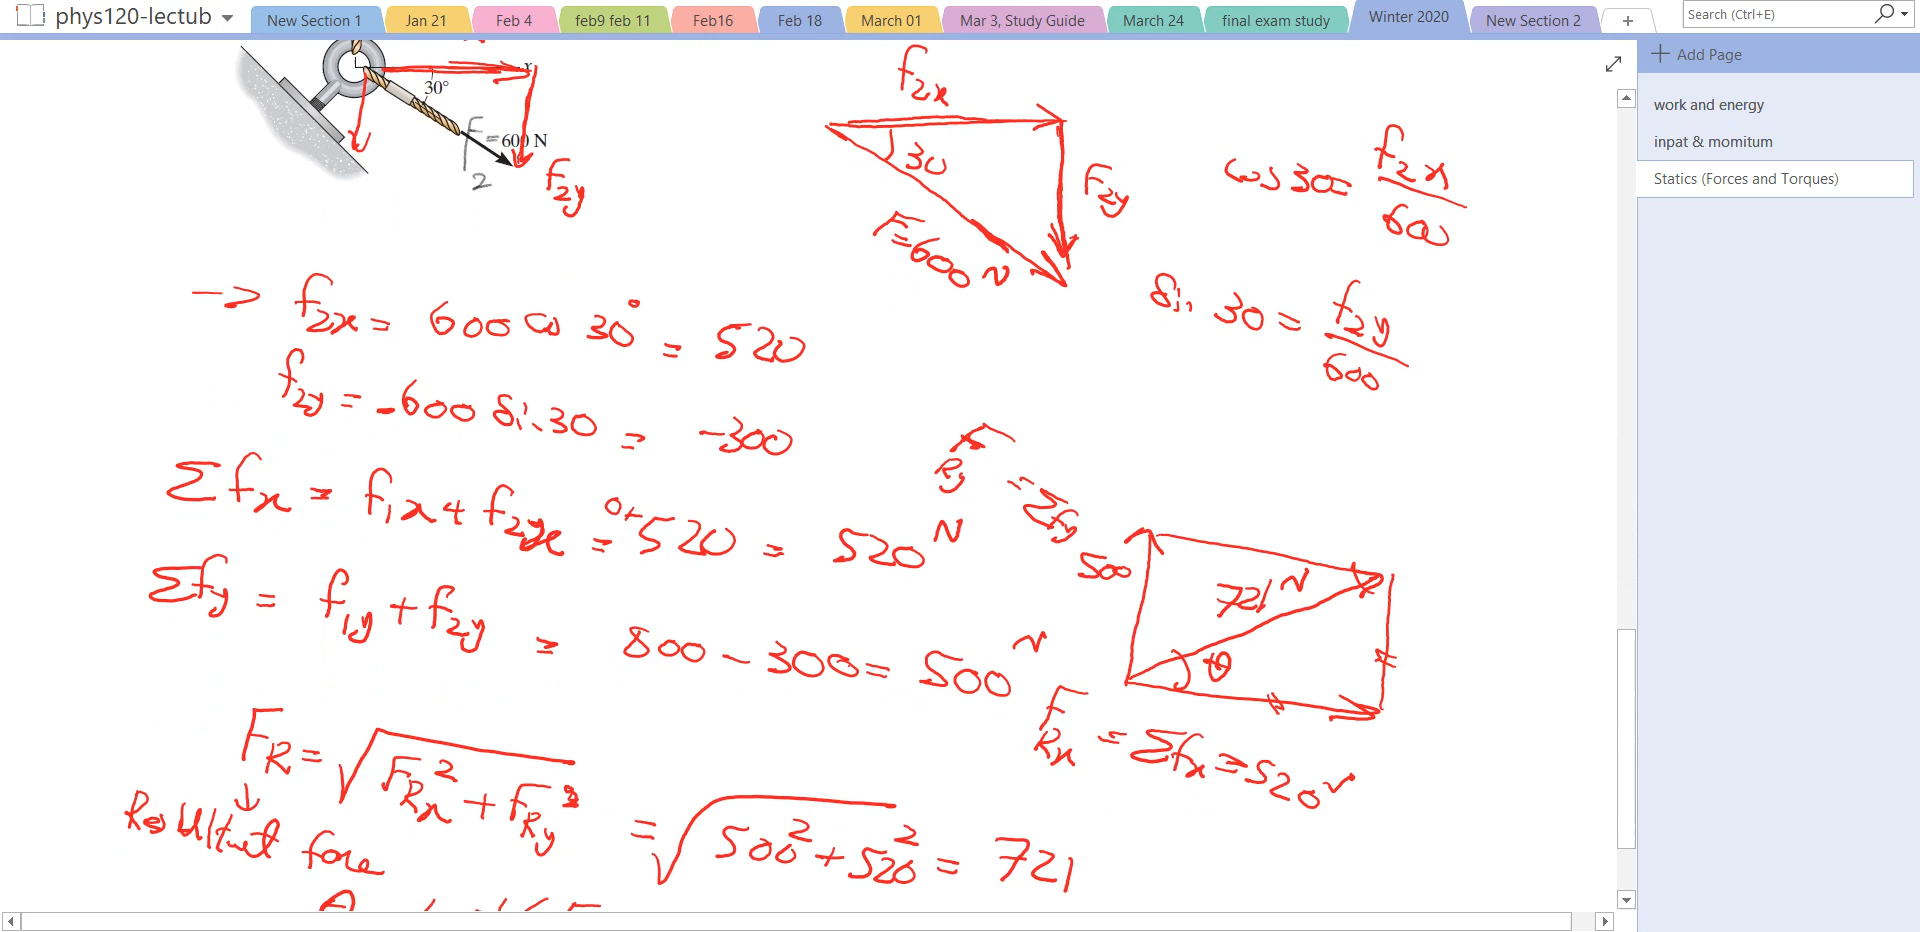 phys120-lectub
New Section 1
Jan 21
Feb 4
feb9 feb 11
Feb16
Feb 18
March 01
Mar 3, Study Guide
March 24
final exam study
Winter 2020
New Section 2
+
Search (Ctrl+E)
Add Page
work and energy
inpat & momitum
Statics (Forces and Torques)
x
30°
F2 = 600 N
F2y
f2x
30
F2y
F=600 N
cos 30 = f2x/600
sin 30 = f2y/600
-> f2x = 600 cos 30° = 520
f2y = -600 sin 30 = -300
Σfx = f1x + f2x = 0+520 = 520 N
Σfy = f1y + f2y = 800 - 300 = 500 N
FRy = Σfy
500
721 N
θ
FRx = Σfx = 520 N
FR = √FRx² + FRy² = √500² + 520² = 721
↓
Resultant force